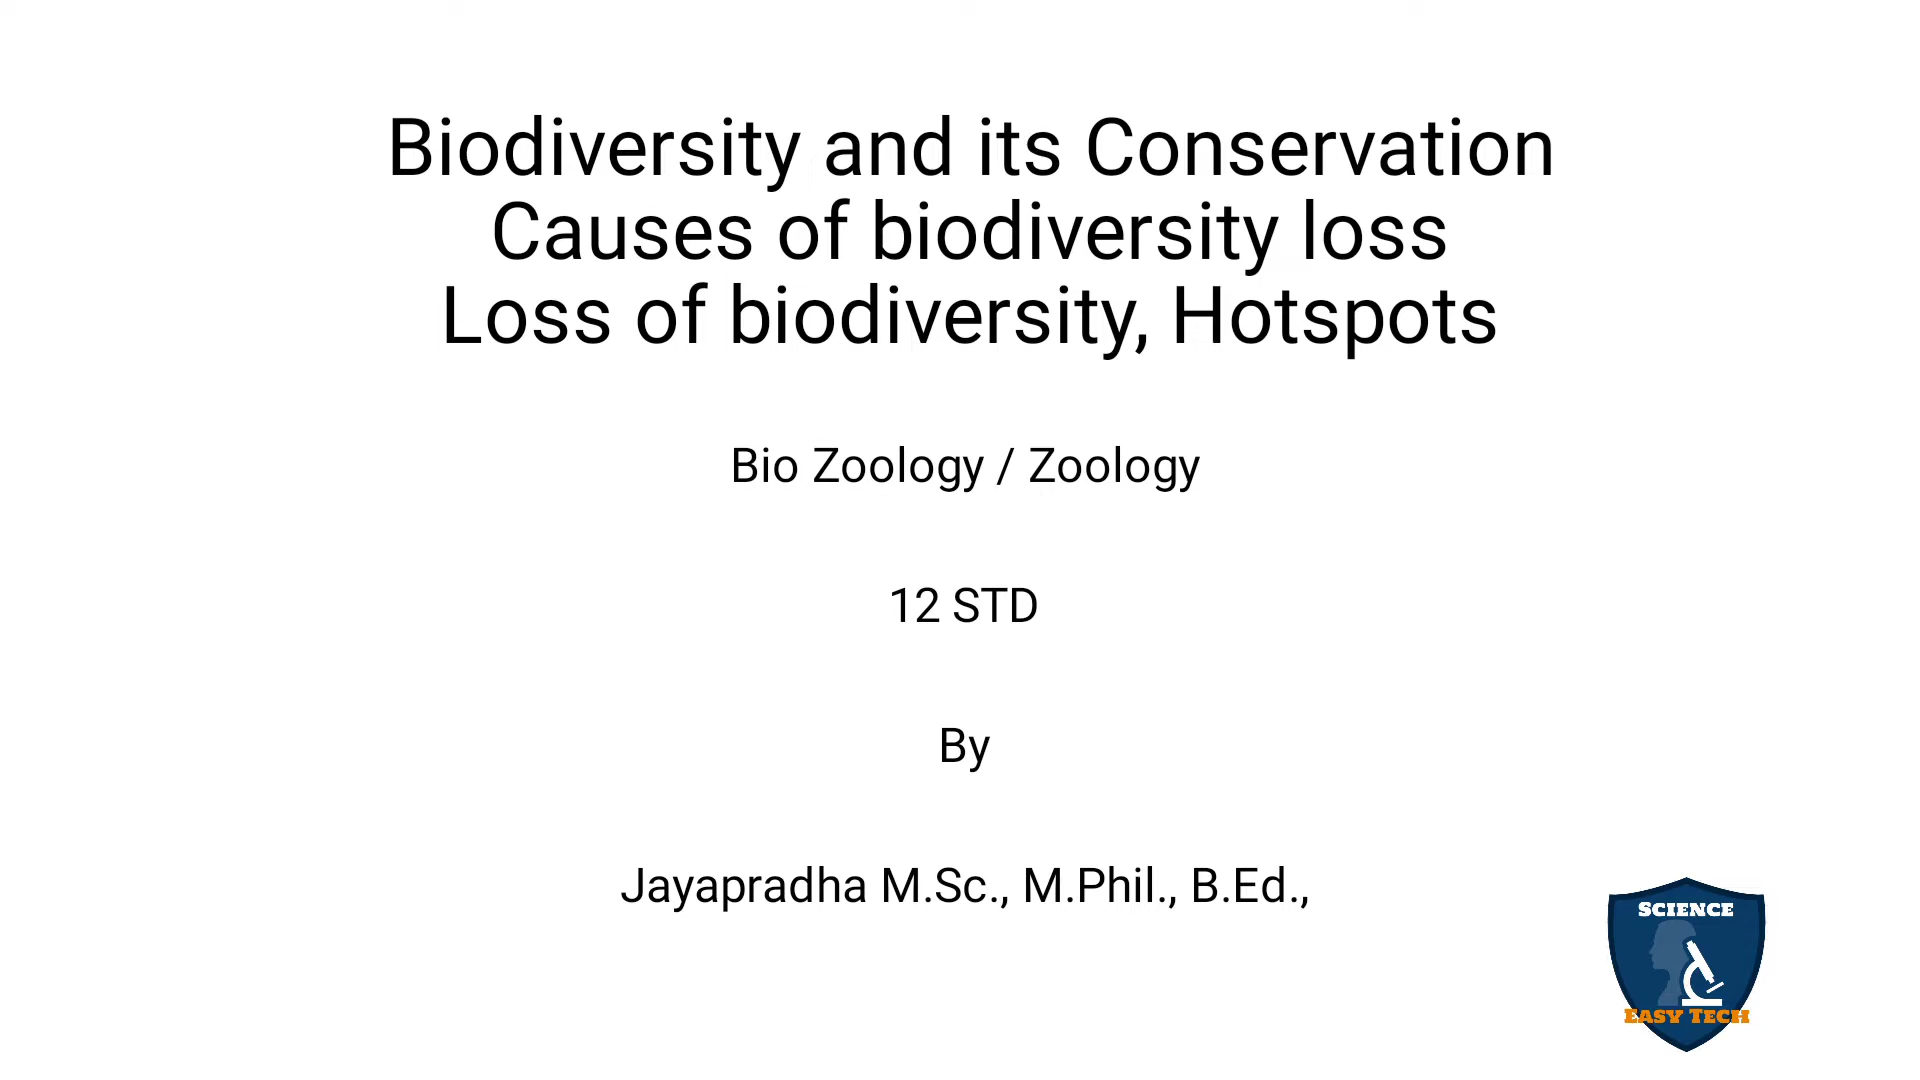 Biodiversity and its Conservation
Causes of biodiversity loss
Loss of biodiversity, Hotspots
Bio Zoology / Zoology
12 STD
By
Jayapradha M.Sc., M.Phil., B.Ed.,
SCIENCE
EASY TECH